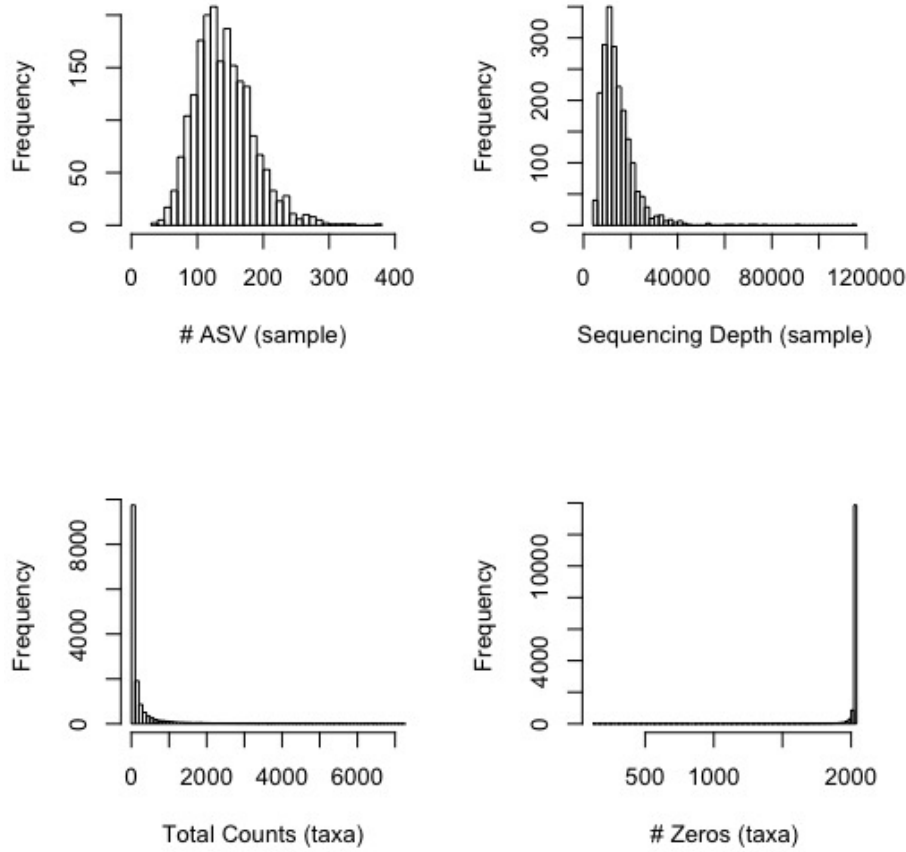 Frequency
150
50
0
0 100 200 300 400
# ASV (sample)
Frequency
300
200
100
0
0 40000 80000 120000
Sequencing Depth (sample)
Frequency
8000
4000
0
0 2000 4000 6000
Total Counts (taxa)
Frequency
10000
4000
0
500 1000 2000
# Zeros (taxa)